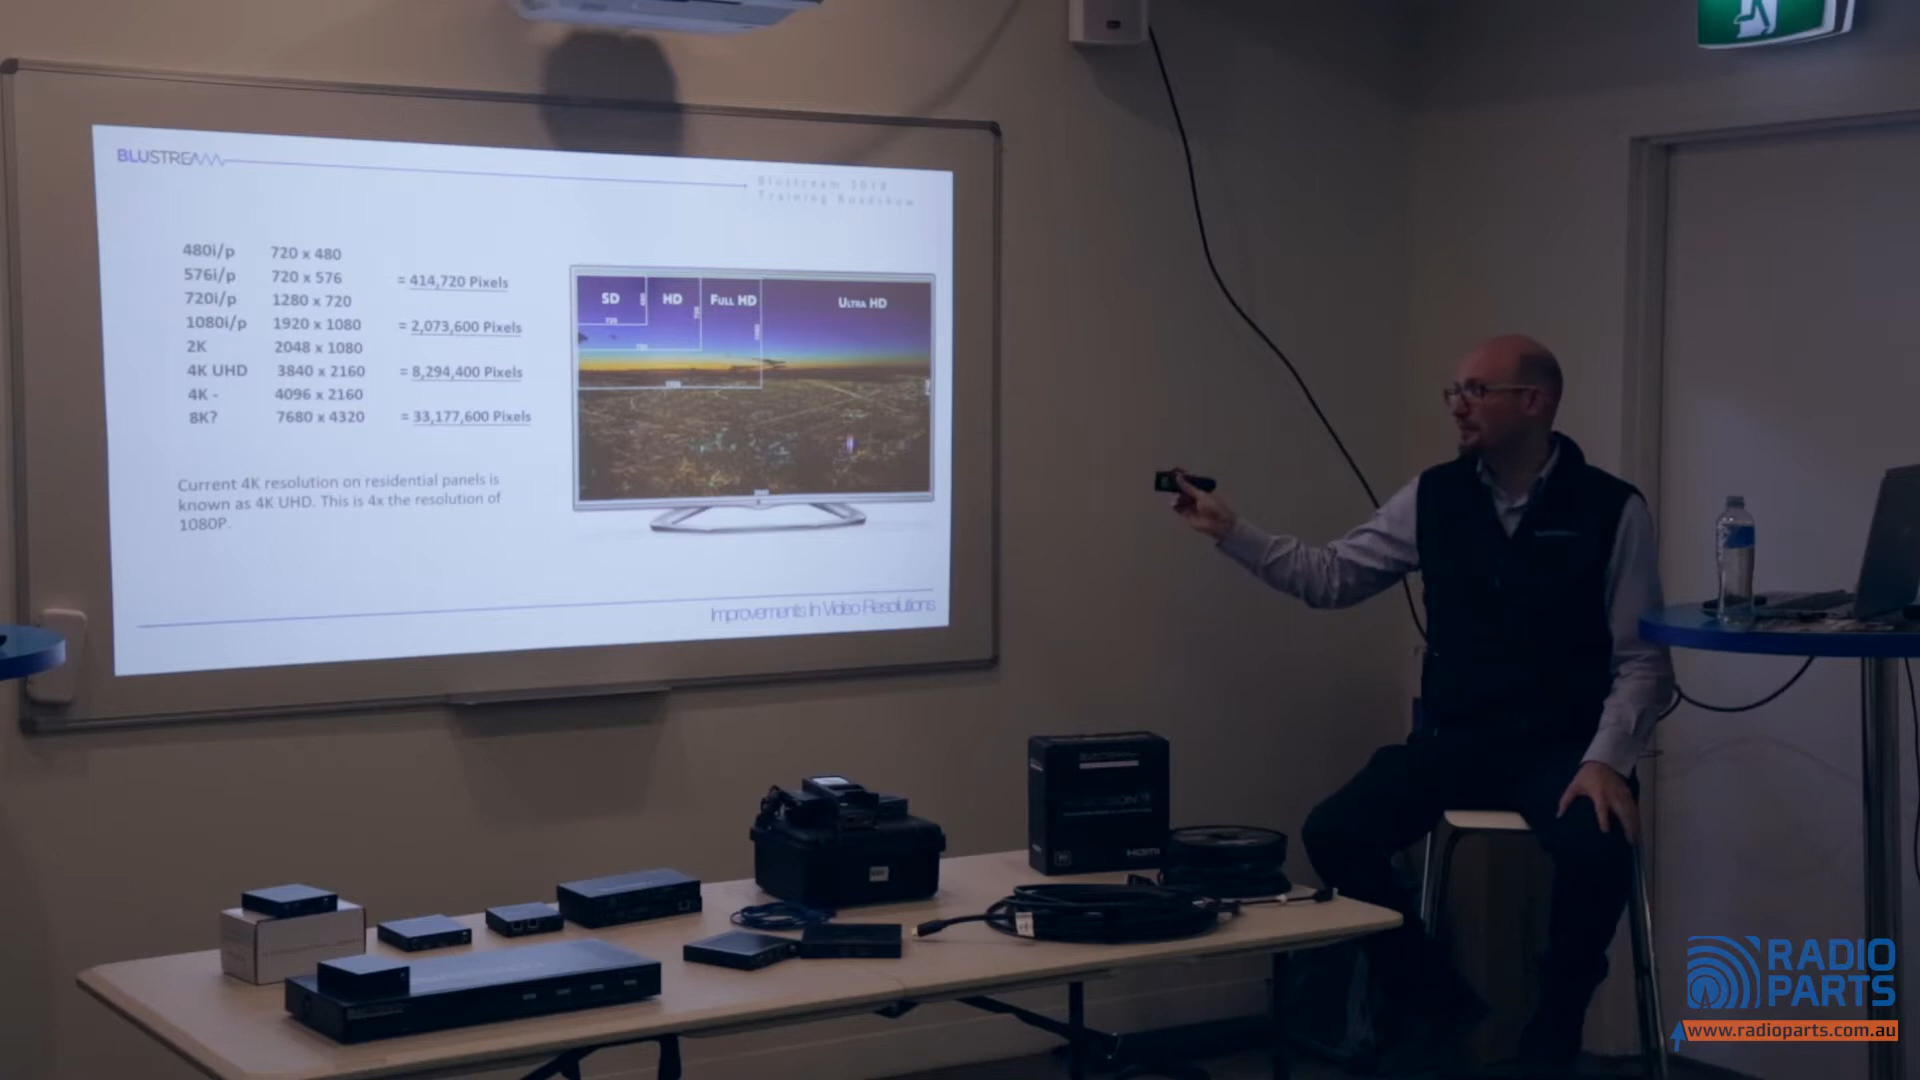 BLUSTREAM
Blustream 2018
Training Roadshow
480i/p 720 x 480
576i/p 720 x 576 = 414,720 Pixels
720i/p 1280 x 720
1080i/p 1920 x 1080 = 2,073,600 Pixels
2K 2048 x 1080
4K UHD 3840 x 2160 = 8,294,400 Pixels
4K - 4096 x 2160
8K? 7680 x 4320 = 33,177,600 Pixels
SD HD FULL HD ULTRA HD
Current 4K resolution on residential panels is
known as 4K UHD. This is 4x the resolution of
1080P.
Improvements In Video Resolutions
HDMI
RADIO
PARTS
www.radioparts.com.au